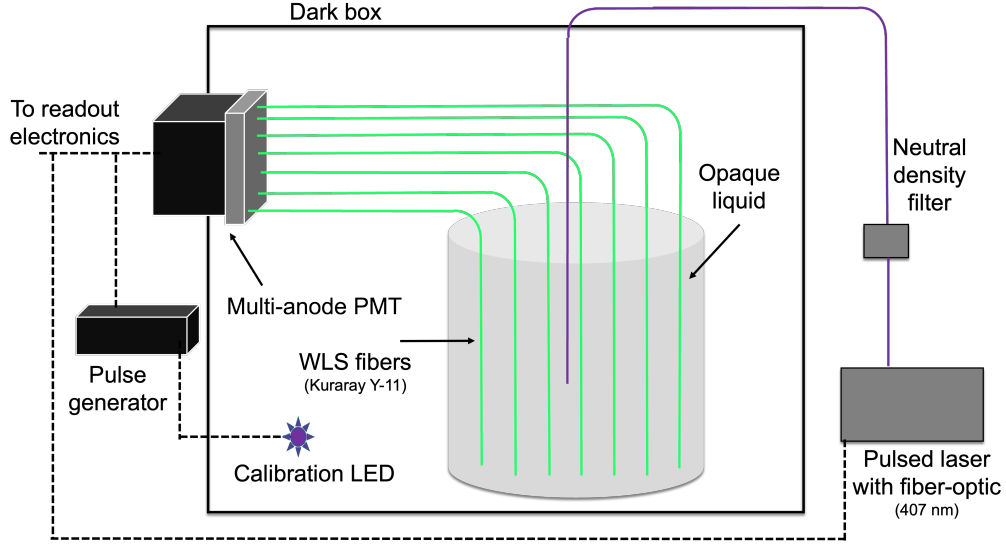 Dark box
To readout
electronics
Neutral
density
filter
Opaque
liquid
Multi-anode PMT
WLS fibers
(Kuraray Y-11)
Pulse
generator
Calibration LED
Pulsed laser
with fiber-optic
(407 nm)